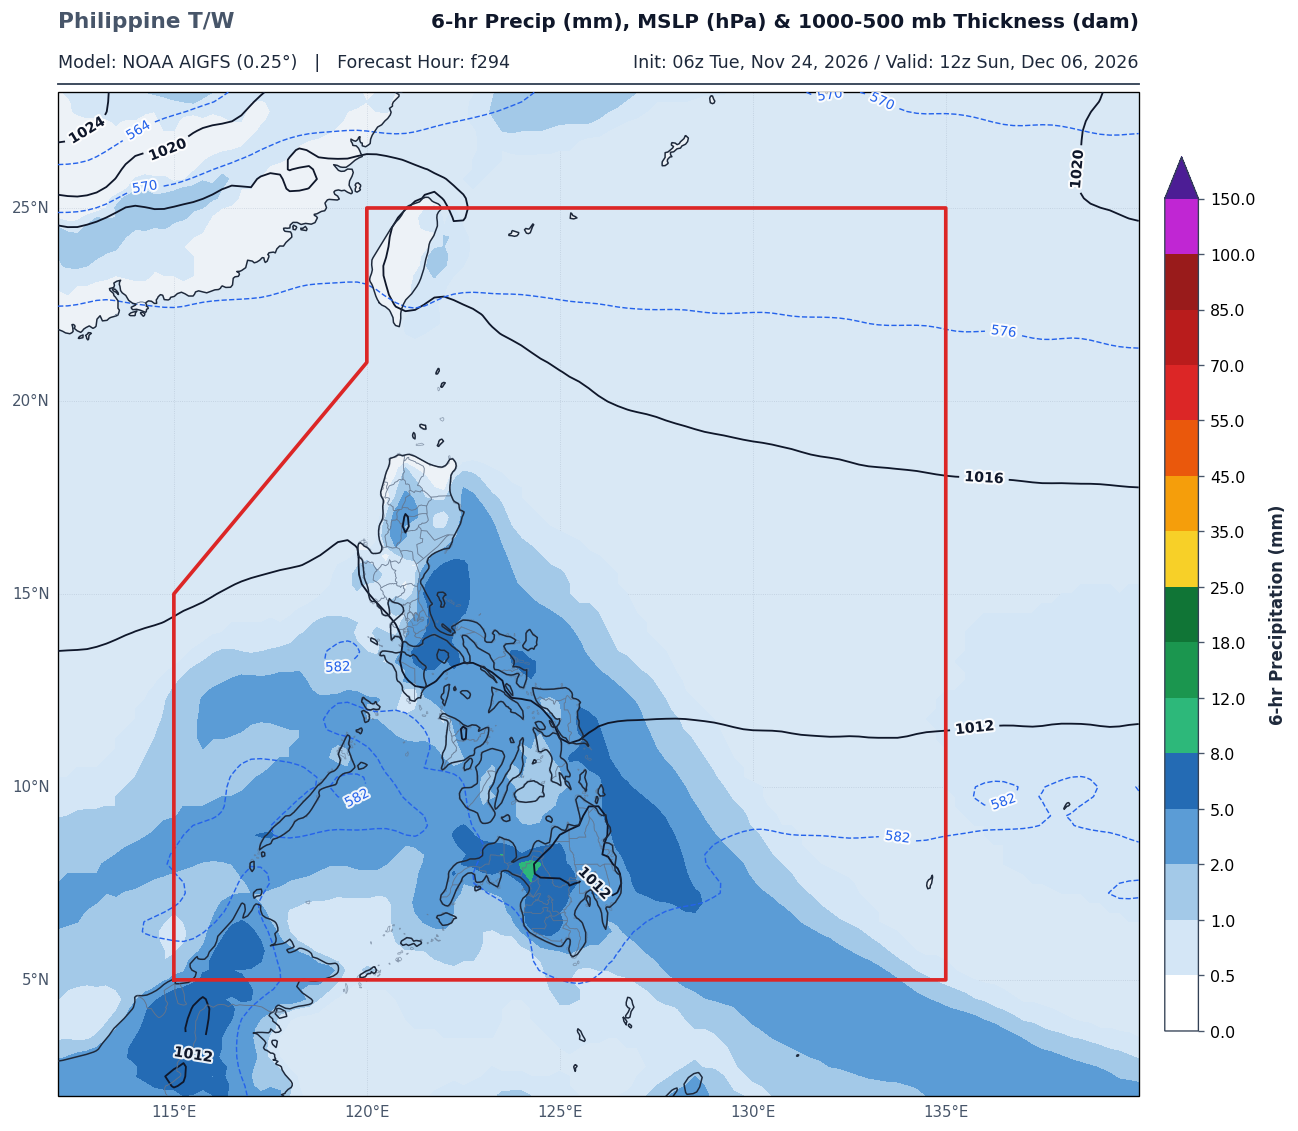 Philippine T/W
6-hr Precip (mm), MSLP (hPa) & 1000-500 mb Thickness (dam)
Model: NOAA AIGFS (0.25°) | Forecast Hour: f294
Init: 06z Tue, Nov 24, 2026 / Valid: 12z Sun, Dec 06, 2026
1024
564
1020
570
570
570
1020
25°N
576
20°N
1016
15°N
582
1012
10°N
582
582
582
1012
5°N
1012
115°E
120°E
125°E
130°E
135°E
150.0
100.0
85.0
70.0
55.0
45.0
35.0
25.0
18.0
12.0
8.0
5.0
2.0
1.0
0.5
0.0
6-hr Precipitation (mm)